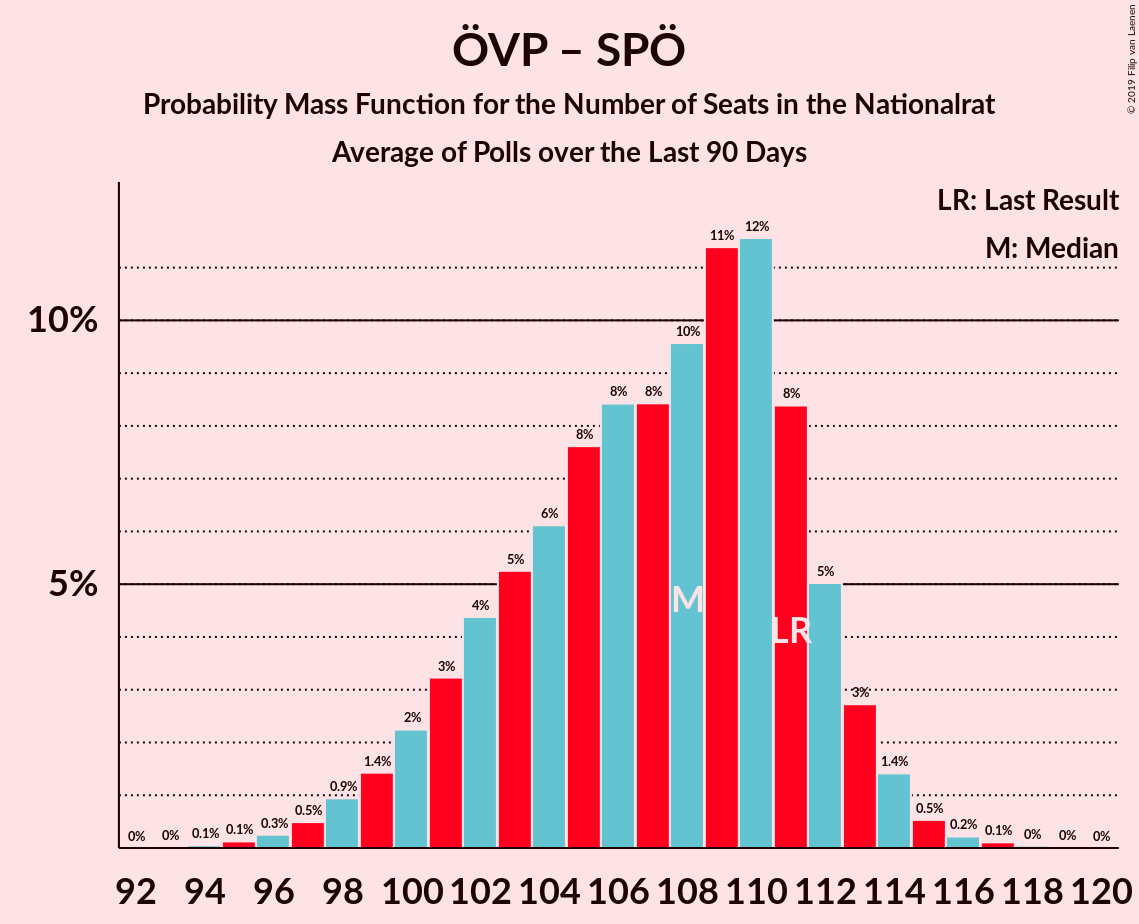 ÖVP – SPÖ
Probability Mass Function for the Number of Seats in the Nationalrat
Average of Polls over the Last 90 Days
© 2019 Filip van Laenen
LR: Last Result
M: Median
10%
5%
0% 0% 0.1% 0.1% 0.3% 0.5% 0.9% 1.4% 2% 3% 4% 5% 6% 8% 8% 8% 10% 11% 12% 8% 5% 3% 1.4% 0.5% 0.2% 0.1% 0% 0% 0%
M
LR
92 94 96 98 100 102 104 106 108 110 112 114 116 118 120